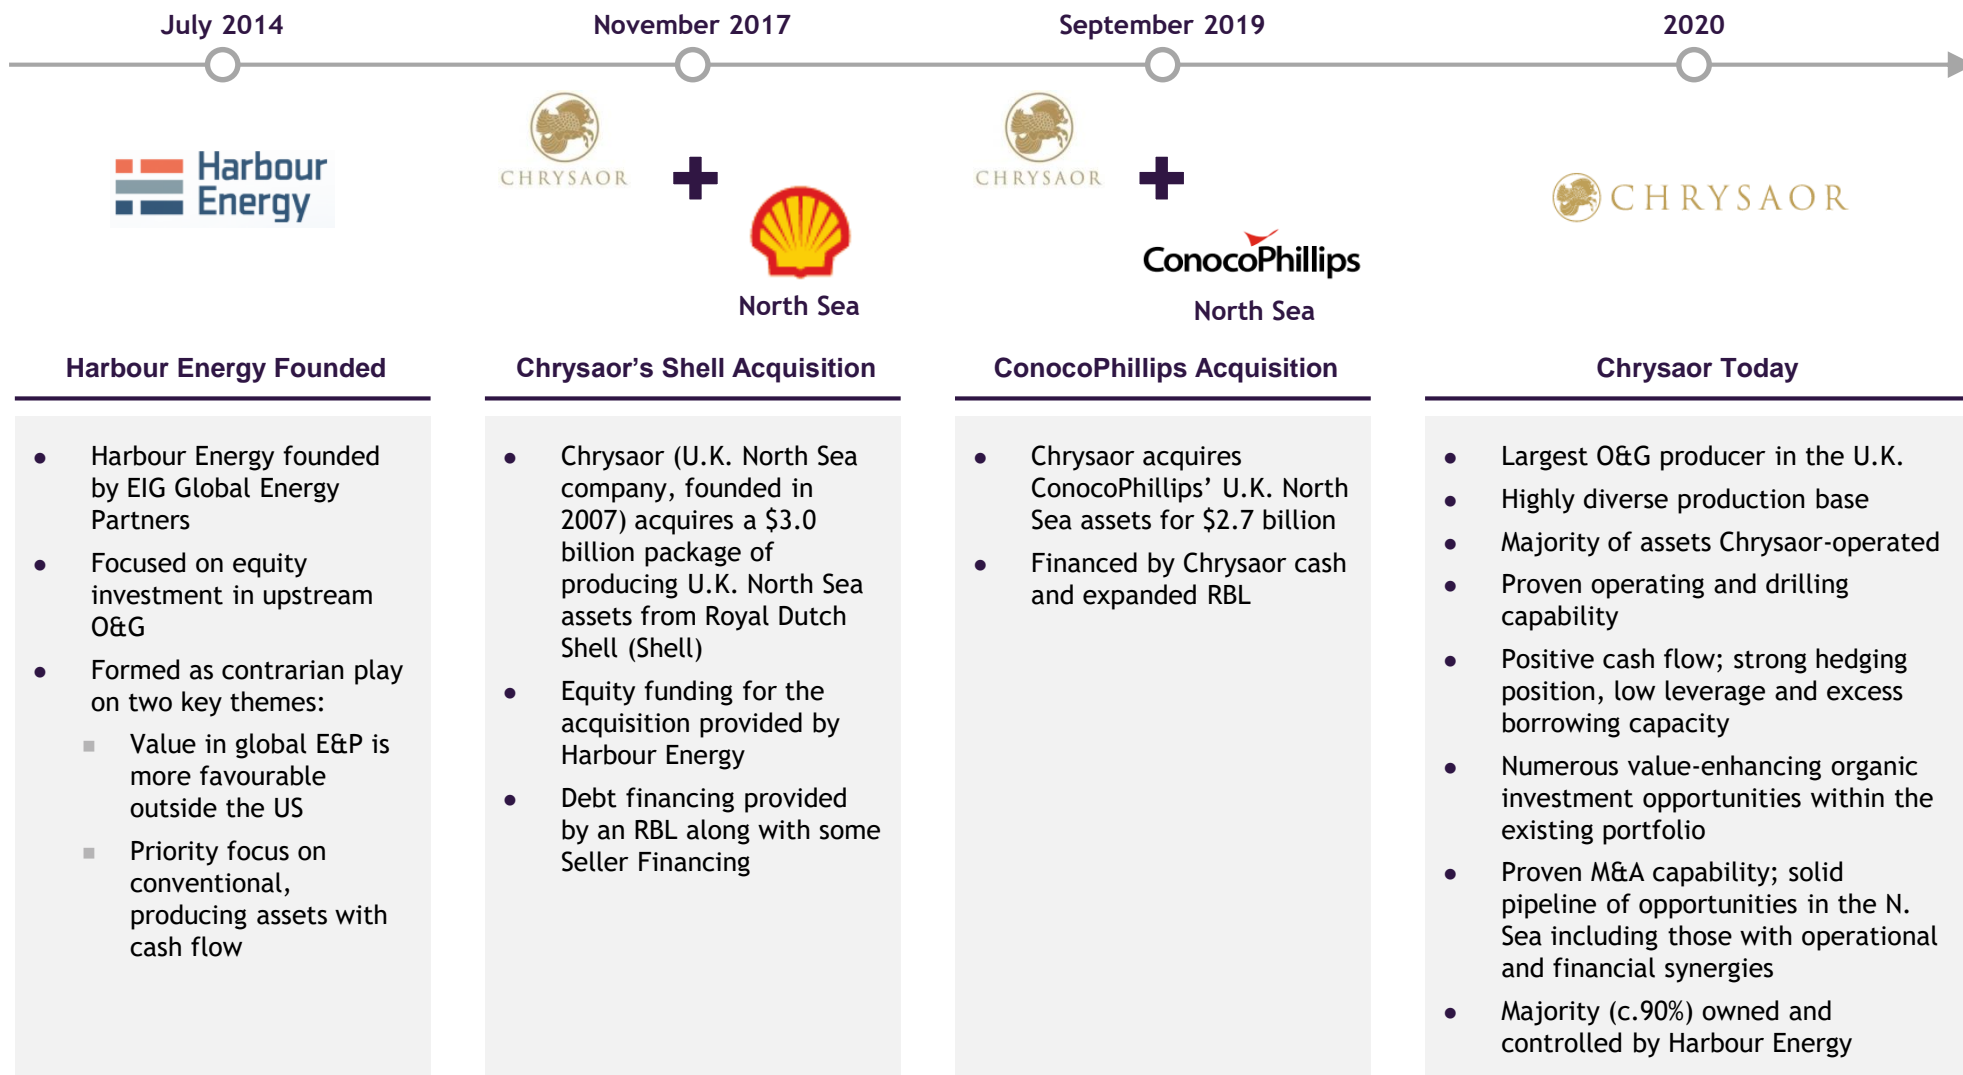 July 2014
November 2017
September 2019
2020
Harbour
Energy
CHRYSAOR
CHRYSAOR
CHRYSAOR
ConocoPhillips
North Sea
North Sea
Harbour Energy Founded
● Harbour Energy founded
by EIG Global Energy
Partners
● Focused on equity
investment in upstream
O&G
● Formed as contrarian play
on two key themes:
■ Value in global E&P is
more favourable
outside the US
■ Priority focus on
conventional,
producing assets with
cash flow
Chrysaor’s Shell Acquisition
● Chrysaor (U.K. North Sea
company, founded in
2007) acquires a $3.0
billion package of
producing U.K. North Sea
assets from Royal Dutch
Shell (Shell)
● Equity funding for the
acquisition provided by
Harbour Energy
● Debt financing provided
by an RBL along with some
Seller Financing
ConocoPhillips Acquisition
● Chrysaor acquires
ConocoPhillips’ U.K. North
Sea assets for $2.7 billion
● Financed by Chrysaor cash
and expanded RBL
Chrysaor Today
● Largest O&G producer in the U.K.
● Highly diverse production base
● Majority of assets Chrysaor-operated
● Proven operating and drilling
capability
● Positive cash flow; strong hedging
position, low leverage and excess
borrowing capacity
● Numerous value-enhancing organic
investment opportunities within the
existing portfolio
● Proven M&A capability; solid
pipeline of opportunities in the N.
Sea including those with operational
and financial synergies
● Majority (c.90%) owned and
controlled by Harbour Energy